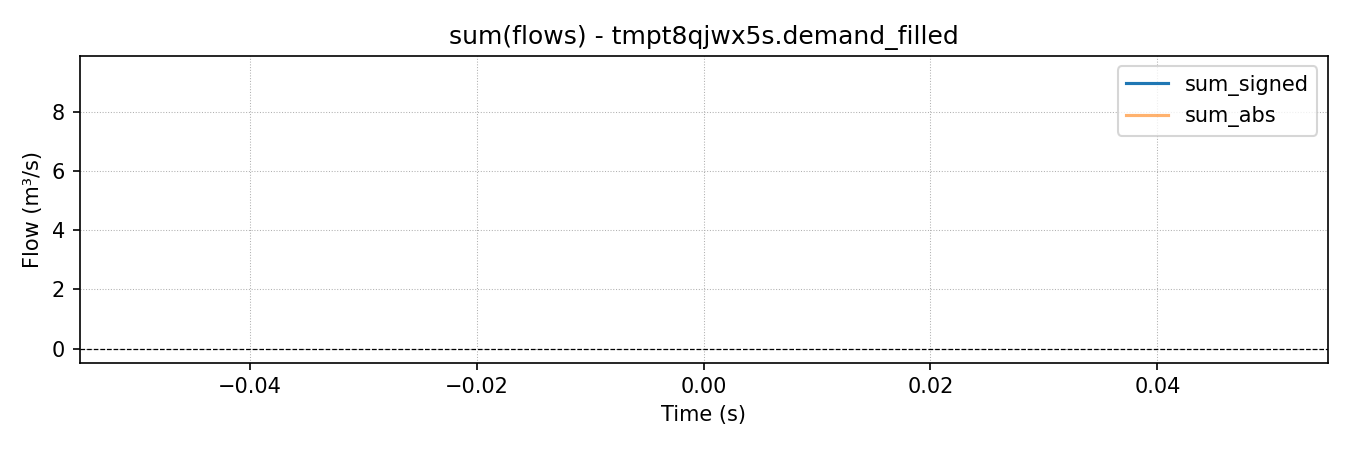 sum(flows) - tmpt8qjwx5s.demand_filled
sum_signed
sum_abs
Flow (m³/s)
8
6
4
2
0
−0.04
−0.02
0.00
0.02
0.04
Time (s)